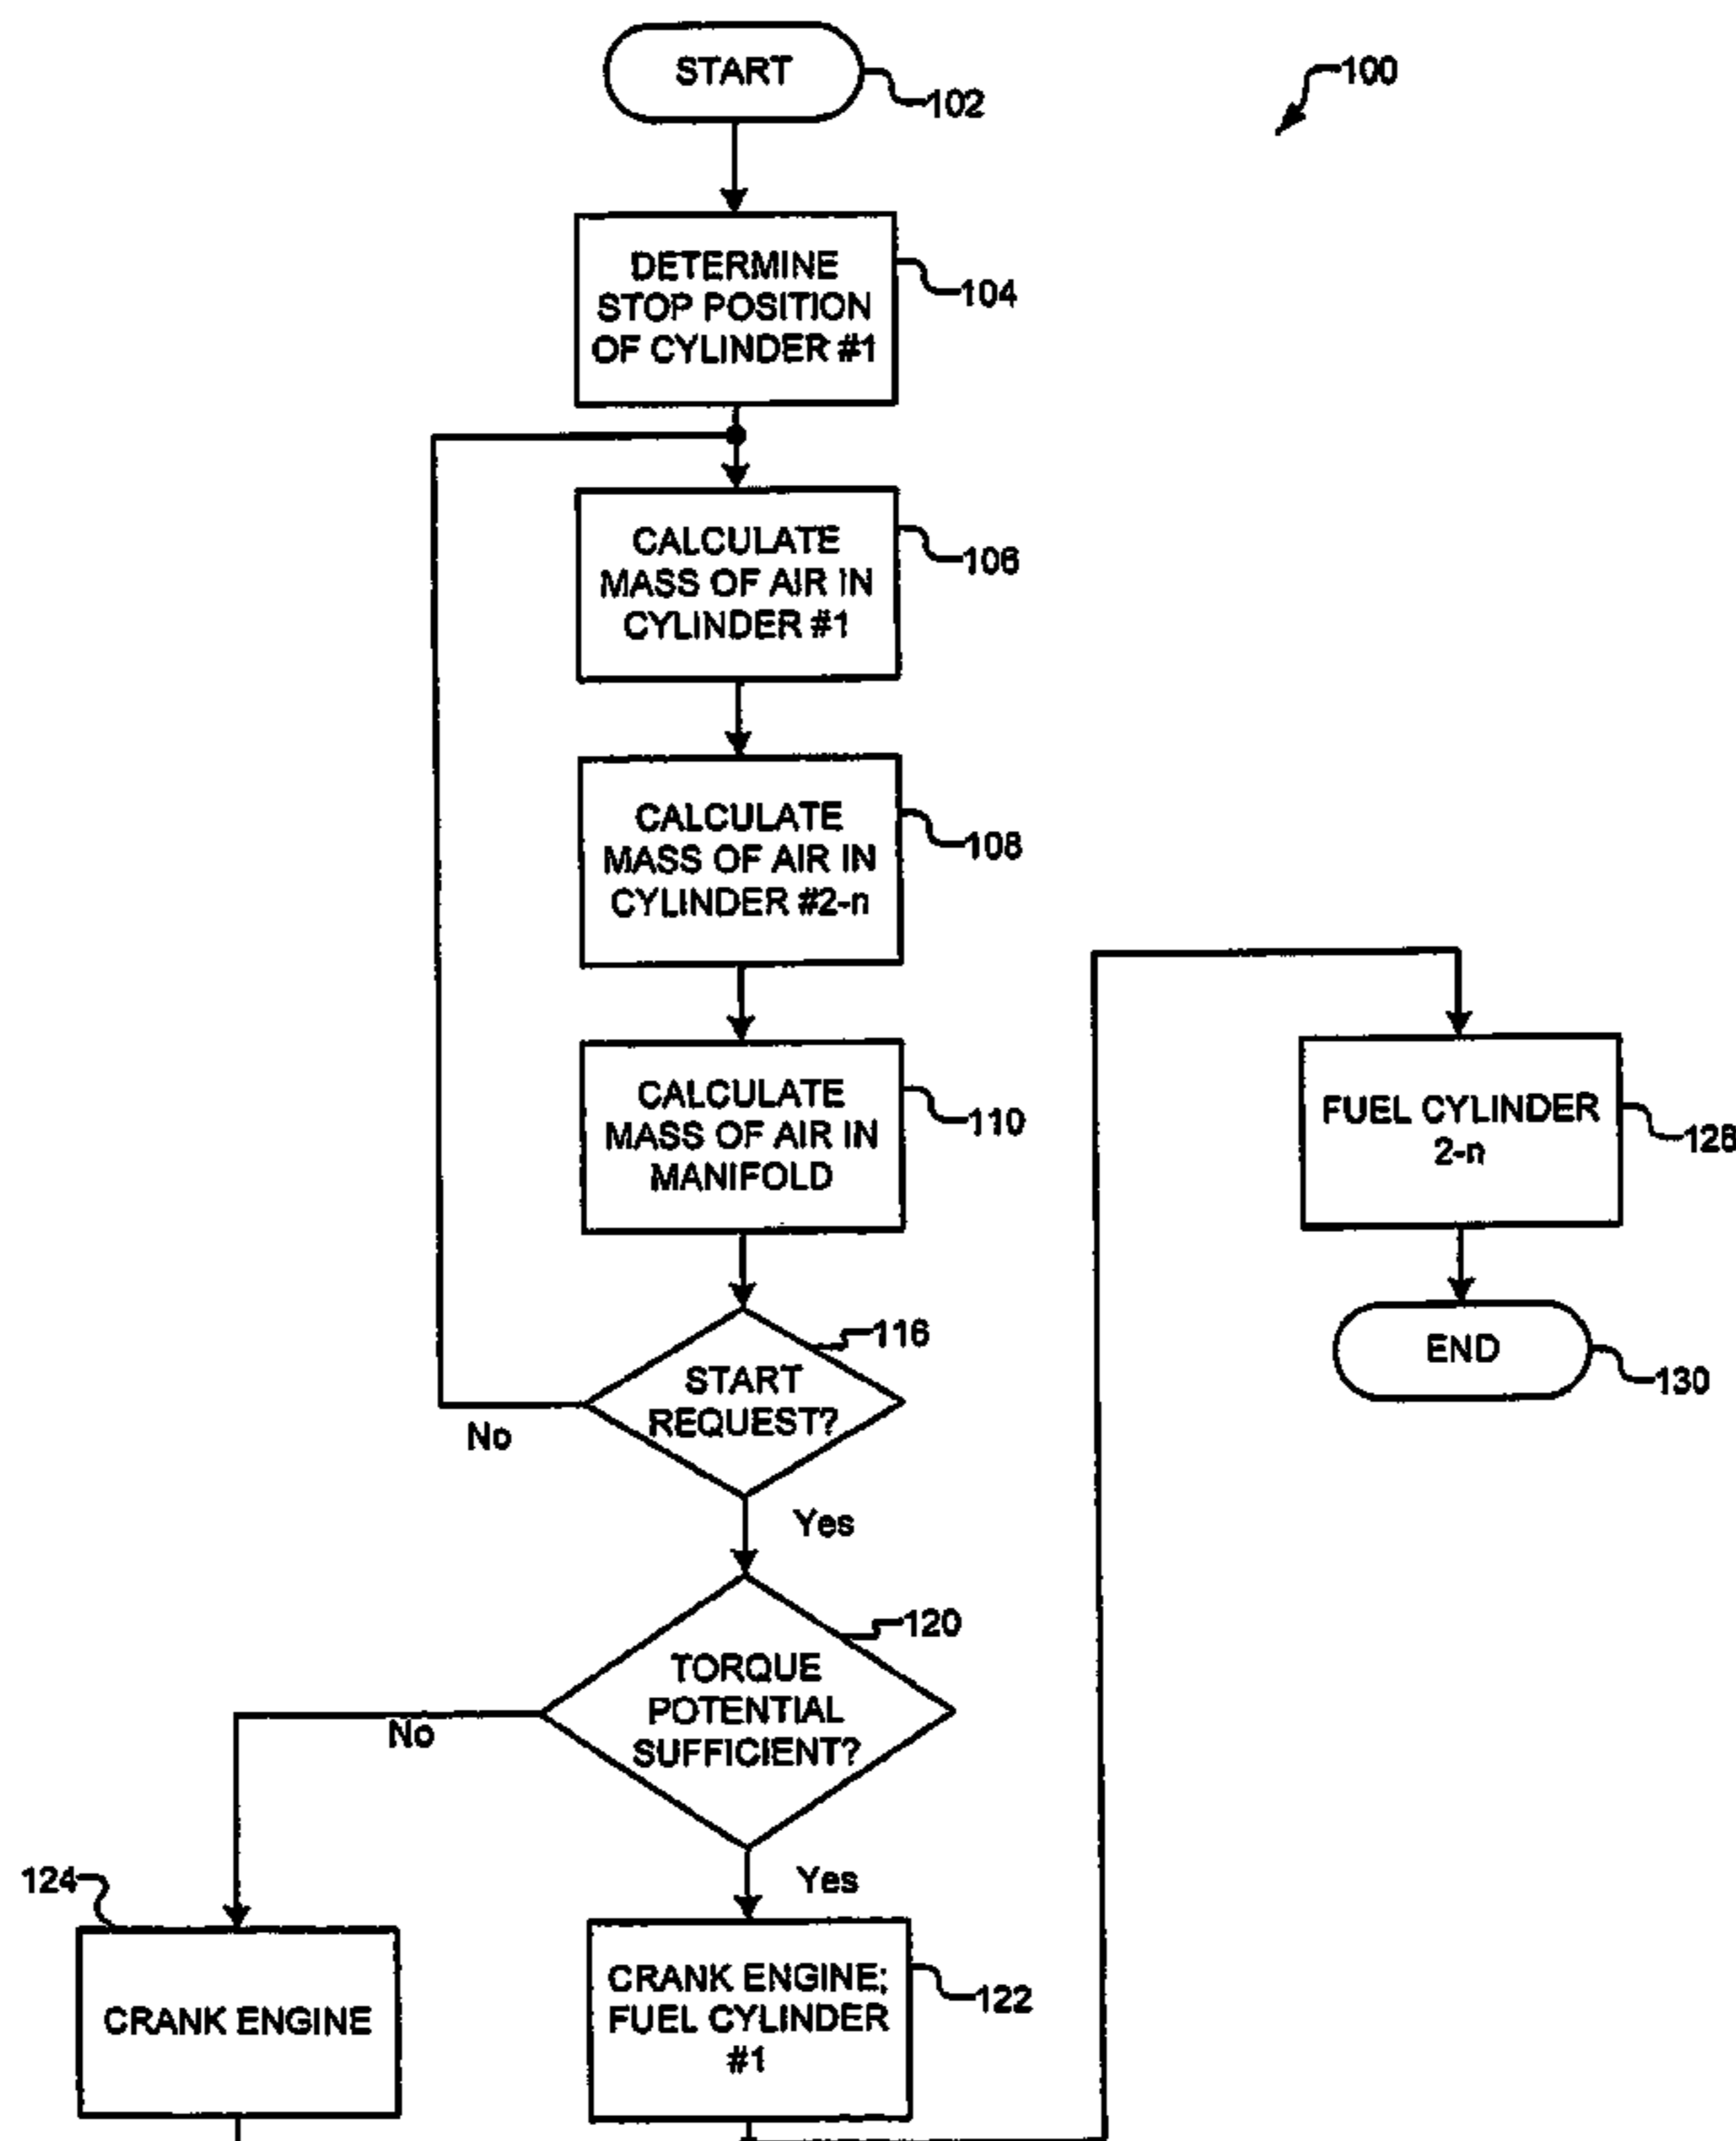 START
102
100
DETERMINE
STOP POSITION
OF CYLINDER #1
104
CALCULATE
MASS OF AIR IN
CYLINDER #1
106
CALCULATE
MASS OF AIR IN
CYLINDER #2-n
108
CALCULATE
MASS OF AIR IN
MANIFOLD
110
START
REQUEST?
116
No
Yes
TORQUE
POTENTIAL
SUFFICIENT?
120
No
Yes
124
CRANK ENGINE
CRANK ENGINE;
FUEL CYLINDER
#1
122
FUEL CYLINDER
2-n
128
END
130